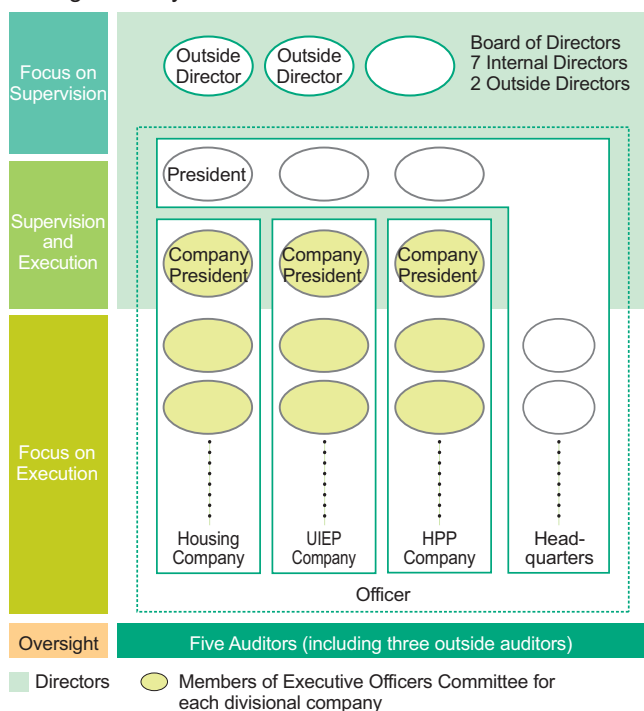 Focus on
Supervision
Outside
Director
Outside
Director
Board of Directors
7 Internal Directors
2 Outside Directors
Supervision
and
Execution
President
Company
President
Company
President
Company
President
Focus on
Execution
Housing
Company
UIEP
Company
HPP
Company
Head-
quarters
Officer
Oversight
Five Auditors (including three outside auditors)
Directors
Members of Executive Officers Committee for
each divisional company